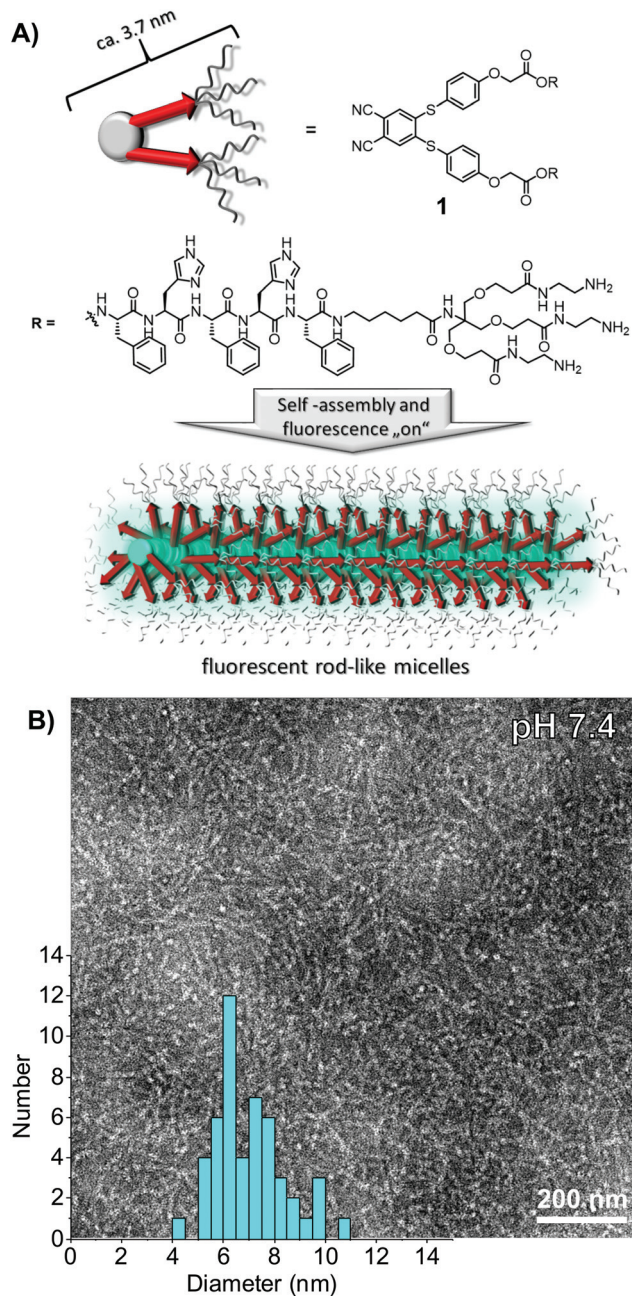 A)
ca. 3.7 nm
=
NC
NC
S
S
O
O
O
O
OR
OR
1
R =
H
N
O
N
H
HN
N
O
H
N
O
N
H
HN
N
O
H
N
O
N
H
O
N
H
O
O
O
O
N
H
NH2
O
N
H
NH2
O
H
N
NH2
Self -assembly and
fluorescence „on“
fluorescent rod-like micelles
B)
pH 7.4
14
12
10
8
6
4
2
0
Number
0 2 4 6 8 10 12 14
Diameter (nm)
200 nm